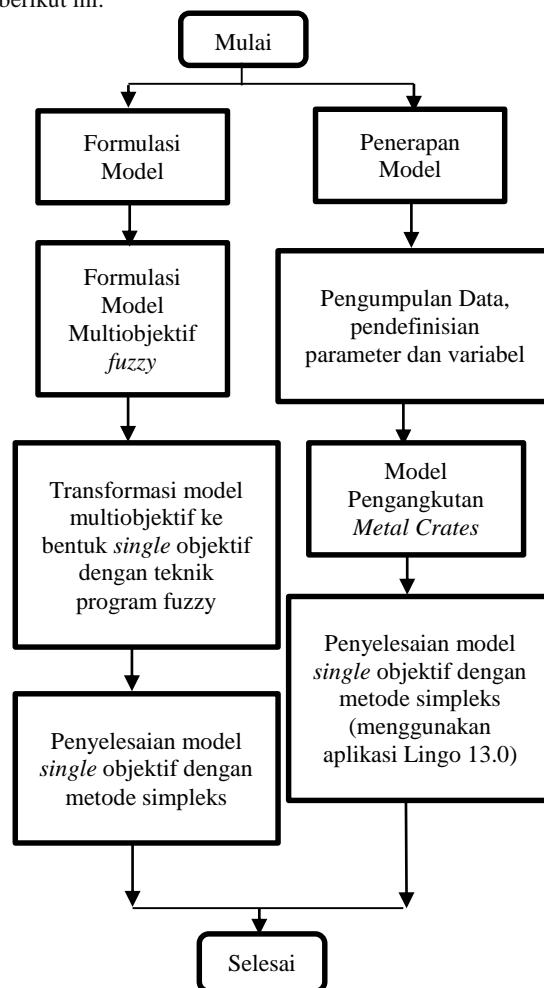 berikut ini.
Mulai
Formulasi
Model
Formulasi
Model
Multiobjektif
fuzzy
Transformasi model
multiobjektif ke
bentuk single objektif
dengan teknik
program fuzzy
Penyelesaian model
single objektif dengan
metode simpleks
Penerapan
Model
Pengumpulan Data,
pendefinisian
parameter dan variabel
Model
Pengangkutan
Metal Crates
Penyelesaian model
single objektif dengan
metode simpleks
(menggunakan
aplikasi Lingo 13.0)
Selesai